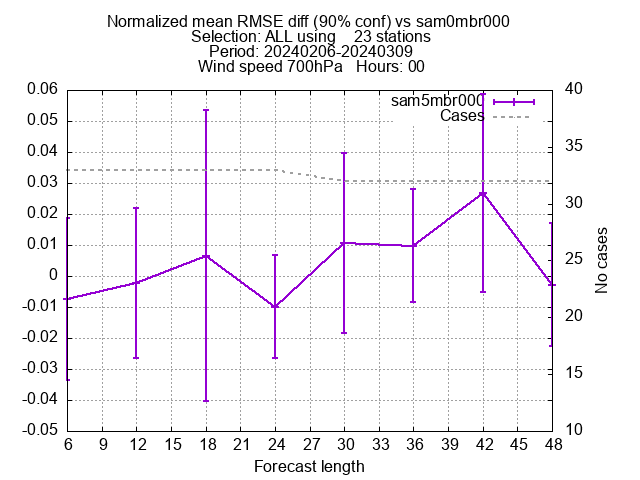 Normalized mean RMSE diff (90% conf) vs sam0mbr000
Selection: ALL using    23 stations
Period: 20240206-20240309
Wind speed 700hPa   Hours: 00
sam5mbr000
Cases
0.06
0.05
0.04
0.03
0.02
0.01
0
-0.01
-0.02
-0.03
-0.04
-0.05
40
35
30
25
20
15
10
No cases
6 9 12 15 18 21 24 27 30 33 36 39 42 45 48
Forecast length